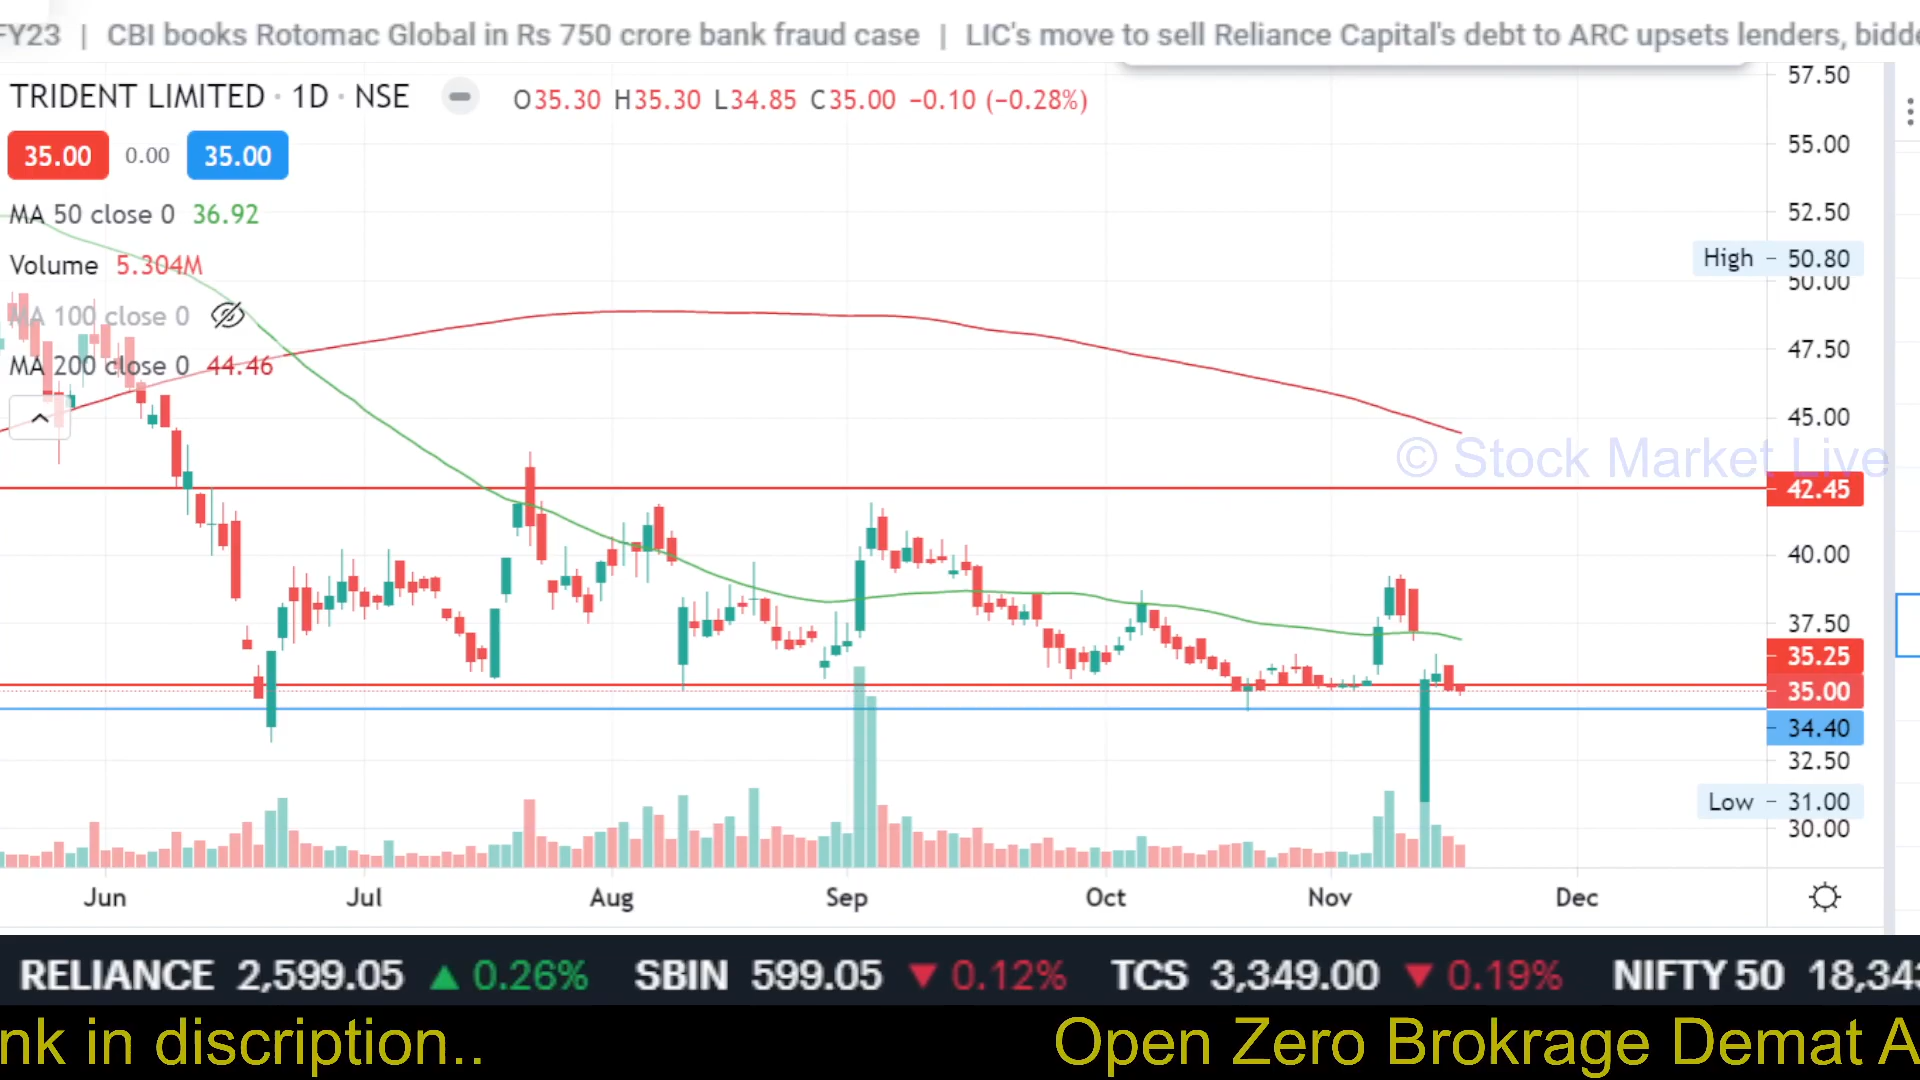 FY23 | CBI books Rotomac Global in Rs 750 crore bank fraud case | LIC's move to sell Reliance Capital's debt to ARC upsets lenders, bidde
TRIDENT LIMITED · 1D · NSE O35.30 H35.30 L34.85 C35.00 −0.10 (−0.28%)
35.00 0.00 35.00
MA 50 close 0 36.92
Volume 5.304M
MA 100 close 0
MA 200 close 0 44.46
57.50
55.00
52.50
High 50.80
50.00
47.50
45.00
© Stock Market Live
42.45
40.00
37.50
35.25
35.00
34.40
32.50
Low 31.00
30.00
Jun Jul Aug Sep Oct Nov Dec
RELIANCE 2,599.05 ▲ 0.26% SBIN 599.05 ▼ 0.12% TCS 3,349.00 ▼ 0.19% NIFTY 50 18,343
nk in discription.. Open Zero Brokrage Demat A